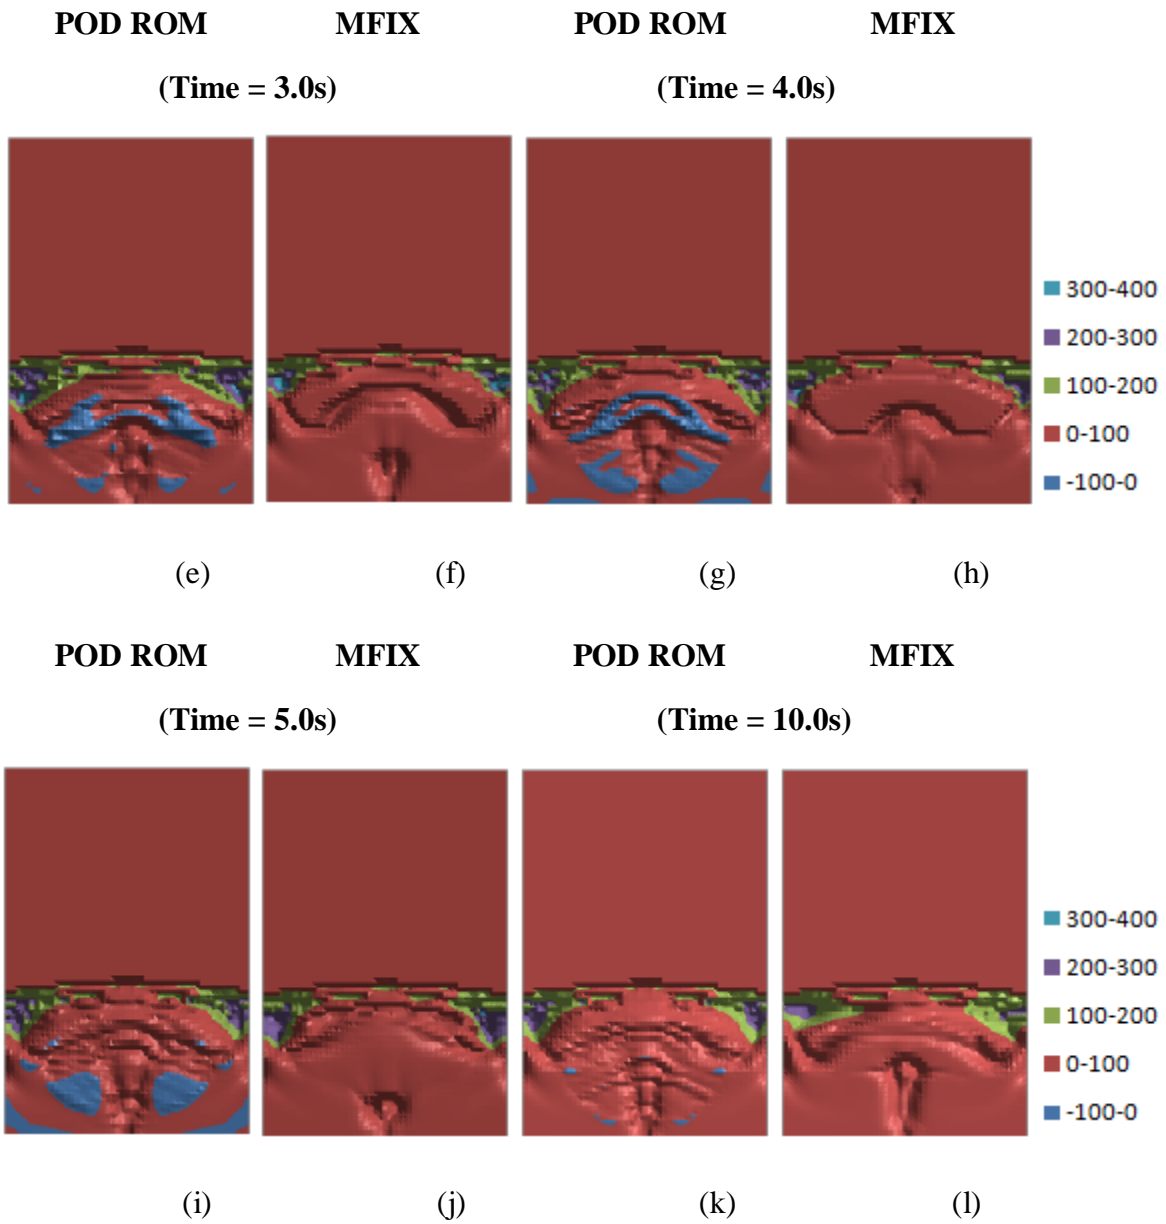 POD ROM MFIX POD ROM MFIX
(Time = 3.0s) (Time = 4.0s)
300-400
200-300
100-200
0-100
-100-0
(e) (f) (g) (h)
POD ROM MFIX POD ROM MFIX
(Time = 5.0s) (Time = 10.0s)
300-400
200-300
100-200
0-100
-100-0
(i) (j) (k) (l)